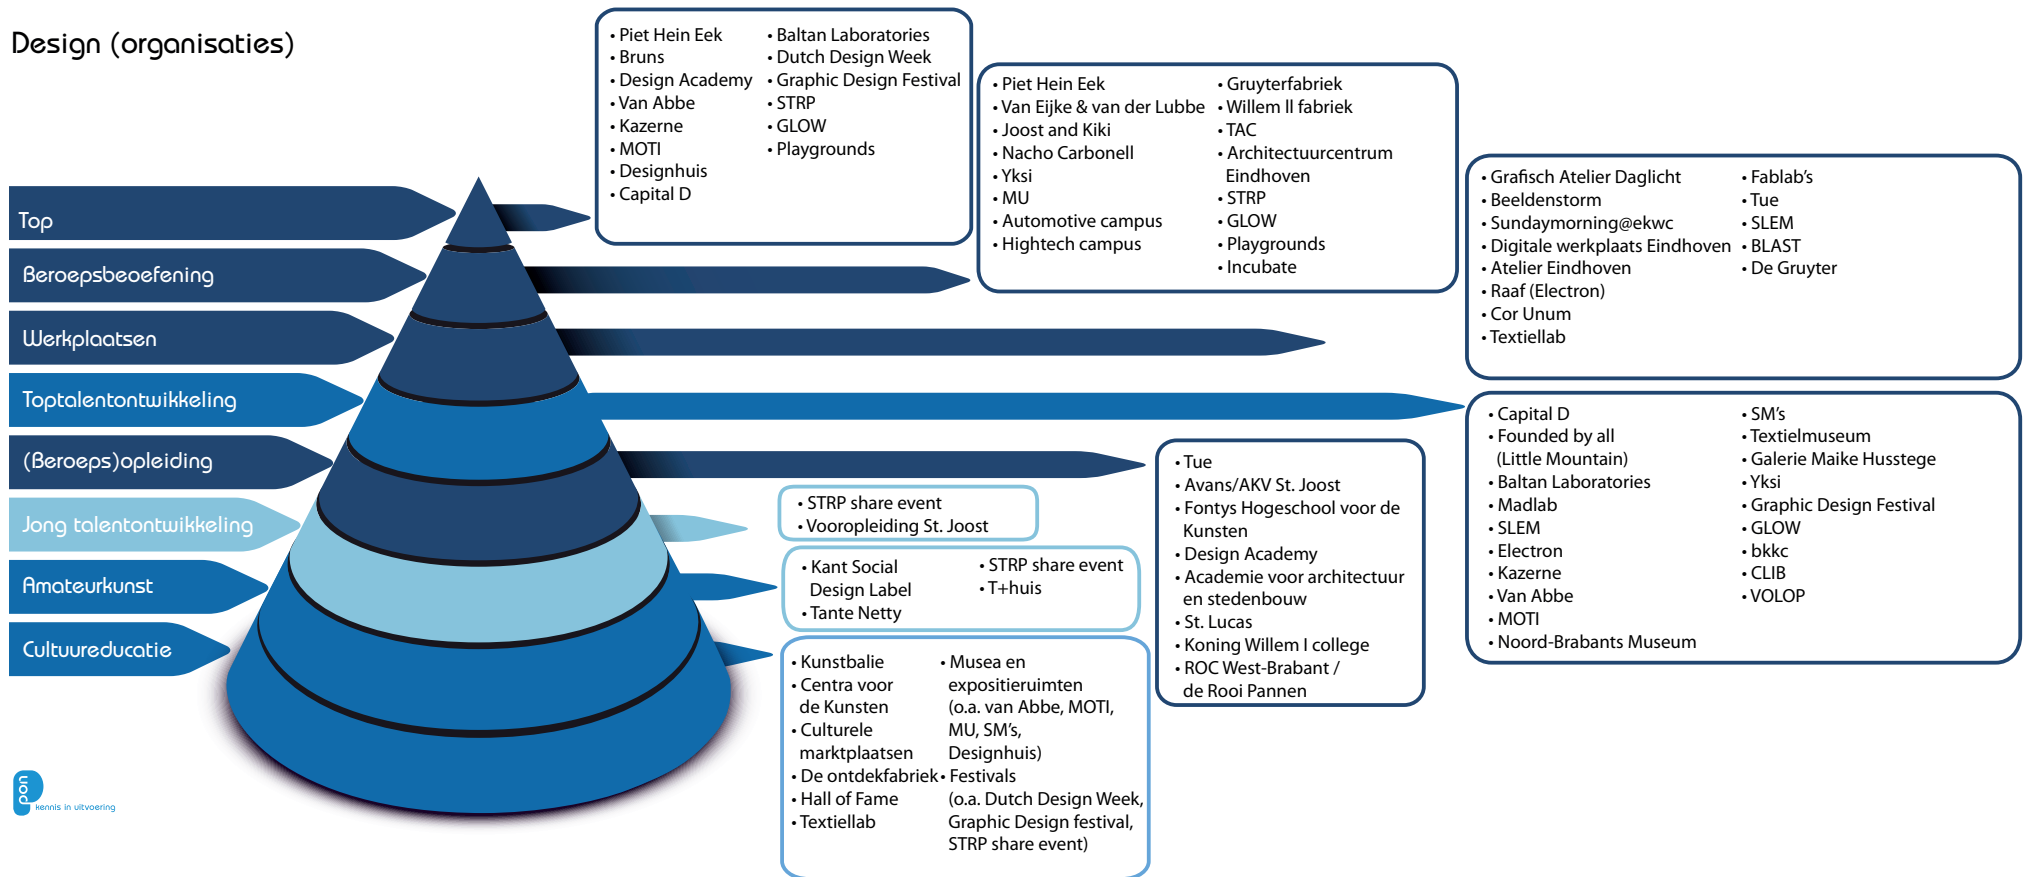 Design (organisaties)
Top
Beroepsbeoefening
Werkplaatsen
Toptalentontwikkeling
(Beroeps)opleiding
Jong talentontwikkeling
Amateurkunst
Cultuureducatie
• Piet Hein Eek
• Bruns
• Design Academy
• Van Abbe
• Kazerne
• MOTI
• Designhuis
• Capital D
• Baltan Laboratories
• Dutch Design Week
• Graphic Design Festival
• STRP
• GLOW
• Playgrounds
• Piet Hein Eek
• Van Eijke & van der Lubbe
• Joost and Kiki
• Nacho Carbonell
• Yksi
• MU
• Automotive campus
• Hightech campus
• Gruyterfabriek
• Willem II fabriek
• TAC
• Architectuurcentrum
Eindhoven
• STRP
• GLOW
• Playgrounds
• Incubate
• Grafisch Atelier Daglicht
• Beeldenstorm
• Sundaymorning@ekwc
• Digitale werkplaats Eindhoven
• Atelier Eindhoven
• Raaf (Electron)
• Cor Unum
• Textiellab
• Fablab's
• Tue
• SLEM
• BLAST
• De Gruyter
• Capital D
• Founded by all
(Little Mountain)
• Baltan Laboratories
• Madlab
• SLEM
• Electron
• Kazerne
• Van Abbe
• MOTI
• Noord-Brabants Museum
• SM's
• Textielmuseum
• Galerie Maike Husstege
• Yksi
• Graphic Design Festival
• GLOW
• bkkc
• CLIB
• VOLOP
• Tue
• Avans/AKV St. Joost
• Fontys Hogeschool voor de
Kunsten
• Design Academy
• Academie voor architectuur
en stedenbouw
• St. Lucas
• Koning Willem I college
• ROC West-Brabant /
de Rooi Pannen
• STRP share event
• Vooropleiding St. Joost
• Kant Social
Design Label
• Tante Netty
• STRP share event
• T+huis
• Kunstbalie
• Centra voor
de Kunsten
• Culturele
marktplaatsen
• De ontdekfabriek
• Hall of Fame
• Textiellab
• Musea en
expositieruimten
(o.a. van Abbe, MOTI,
MU, SM's,
Designhuis)
• Festivals
(o.a. Dutch Design Week,
Graphic Design festival,
STRP share event)
pon
kennis in uitvoering